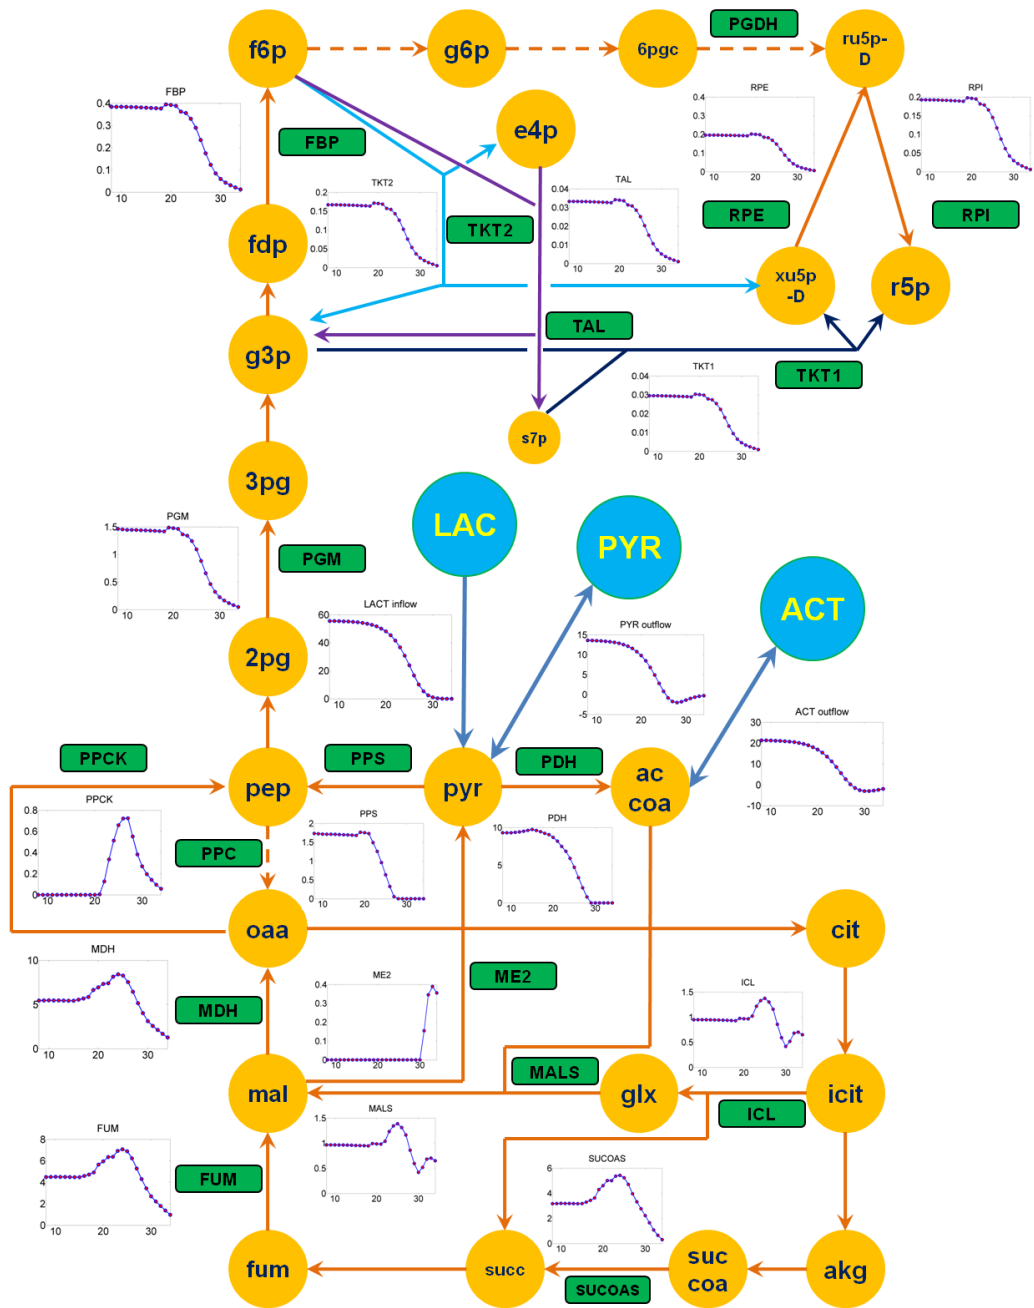 f6p
g6p
6pgc
PGDH
ru5p-
D
FBP
0.4
0.3
0.2
0.1
0
10
20
30
FBP
e4p
RPE
0.4
0.3
0.2
0.1
0
10
20
30
RPI
0.2
0.15
0.1
0.05
0
10
20
30
TKT2
0.2
0.15
0.1
0.05
0
10
20
30
TKT2
TAL
0.04
0.03
0.02
0.01
0
10
20
30
RPE
RPI
fdp
xu5p
-D
r5p
g3p
TAL
TKT1
TKT1
0.04
0.03
0.02
0.01
0
10
20
30
s7p
3pg
LAC
PYR
ACT
PGM
1.5
1
0.5
0
10
20
30
PGM
LACT inflow
60
40
20
0
10
20
30
PYR outflow
15
10
5
0
-5
10
20
30
2pg
ACT outflow
30
20
10
0
-10
10
20
30
PPCK
PPS
PDH
pep
pyr
ac
coa
PPCK
0.8
0.6
0.4
0.2
0
10
20
30
PPC
PPS
2
1.5
1
0.5
0
10
20
30
PDH
10
5
0
10
20
30
oaa
cit
MDH
10
5
0
10
20
30
MDH
ME2
0.4
0.3
0.2
0.1
0
10
20
30
ME2
ICL
1.5
1
0.5
0
10
20
30
MALS
mal
glx
icit
ICL
MALS
1.5
1
0.5
0
10
20
30
FUM
8
6
4
2
0
10
20
30
FUM
SUCOAS
6
4
2
0
10
20
30
fum
succ
SUCOAS
suc
coa
akg